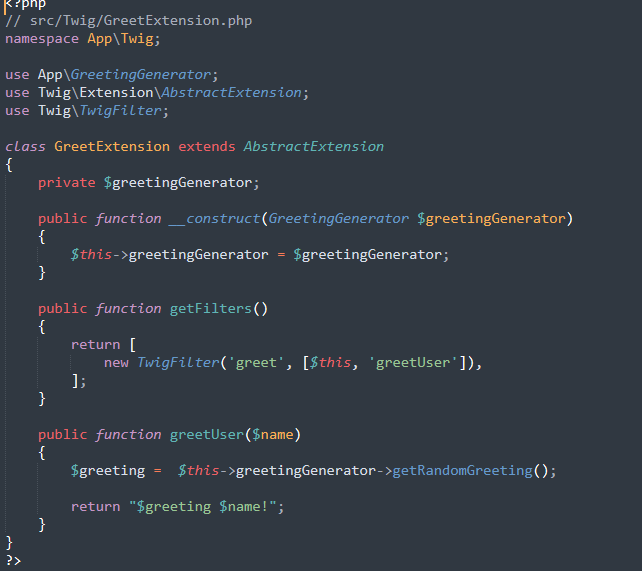 <?php
// src/Twig/GreetExtension.php
namespace App\Twig;

use App\GreetingGenerator;
use Twig\Extension\AbstractExtension;
use Twig\TwigFilter;

class GreetExtension extends AbstractExtension
{
    private $greetingGenerator;

    public function __construct(GreetingGenerator $greetingGenerator)
    {
        $this->greetingGenerator = $greetingGenerator;
    }

    public function getFilters()
    {
        return [
            new TwigFilter('greet', [$this, 'greetUser']),
        ];
    }

    public function greetUser($name)
    {
        $greeting =  $this->greetingGenerator->getRandomGreeting();

        return "$greeting $name!";
    }
}
?>